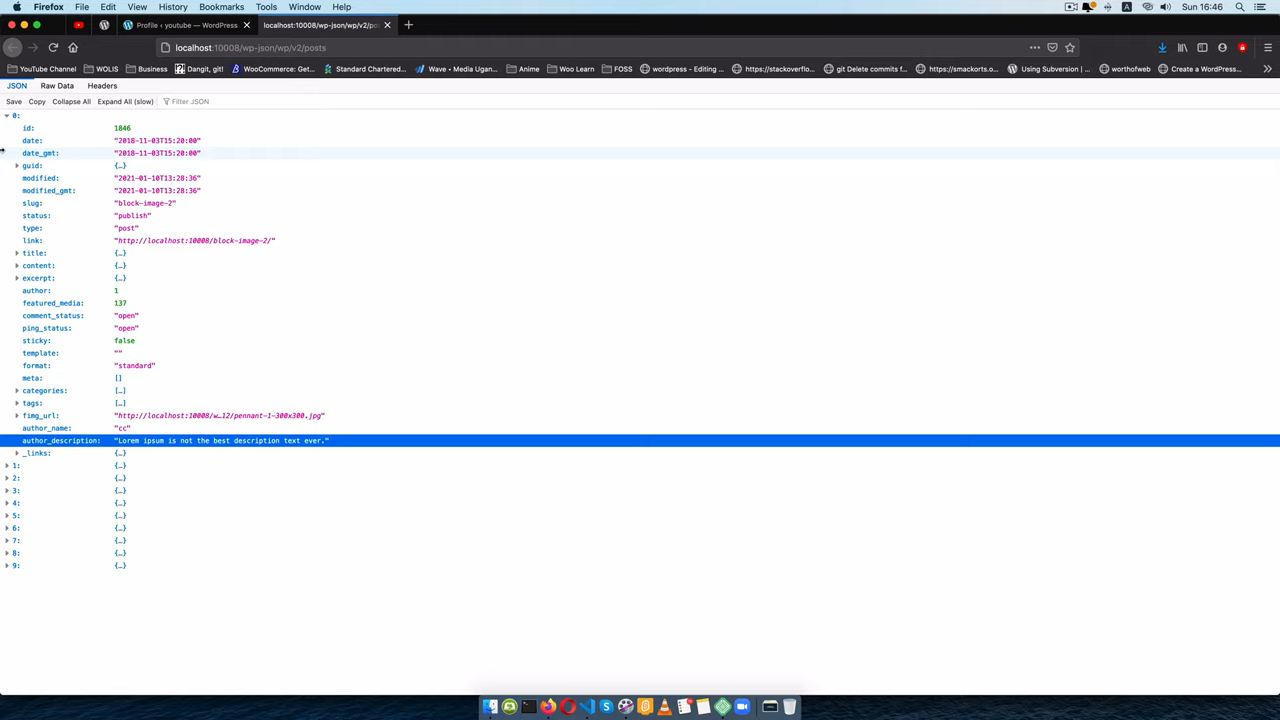 Firefox File Edit View History Bookmarks Tools Window Help Sun 16:46
Profile ‹ youtube — WordPress localhost:10008/wp-json/wp/v2/po
localhost:10008/wp-json/wp/v2/posts
YouTube Channel WOLIS Business Dangit, git! WooCommerce: Get... Standard Chartered... Wave - Media Ugan... Anime Woo Learn FOSS wordpress - Editing ... https://stackoverflo... git Delete commits f... https://smackorts.o... Using Subversion |... worthofweb Create a WordPress...
JSON Raw Data Headers
Save Copy Collapse All Expand All (slow) Filter JSON
0:
id: 1846
date: "2018-11-03T15:20:00"
date_gmt: "2018-11-03T15:20:00"
guid: {…}
modified: "2021-01-10T13:28:36"
modified_gmt: "2021-01-10T13:28:36"
slug: "block-image-2"
status: "publish"
type: "post"
link: "http://localhost:10008/block-image-2/"
title: {…}
content: {…}
excerpt: {…}
author: 1
featured_media: 137
comment_status: "open"
ping_status: "open"
sticky: false
template: ""
format: "standard"
meta: []
categories: […]
tags: […]
fimg_url: "http://localhost:10008/w…12/pennant-1-300x300.jpg"
author_name: "cc"
author_description: "Lorem ipsum is not the best description text ever."
_links: {…}
1: {…}
2: {…}
3: {…}
4: {…}
5: {…}
6: {…}
7: {…}
8: {…}
9: {…}